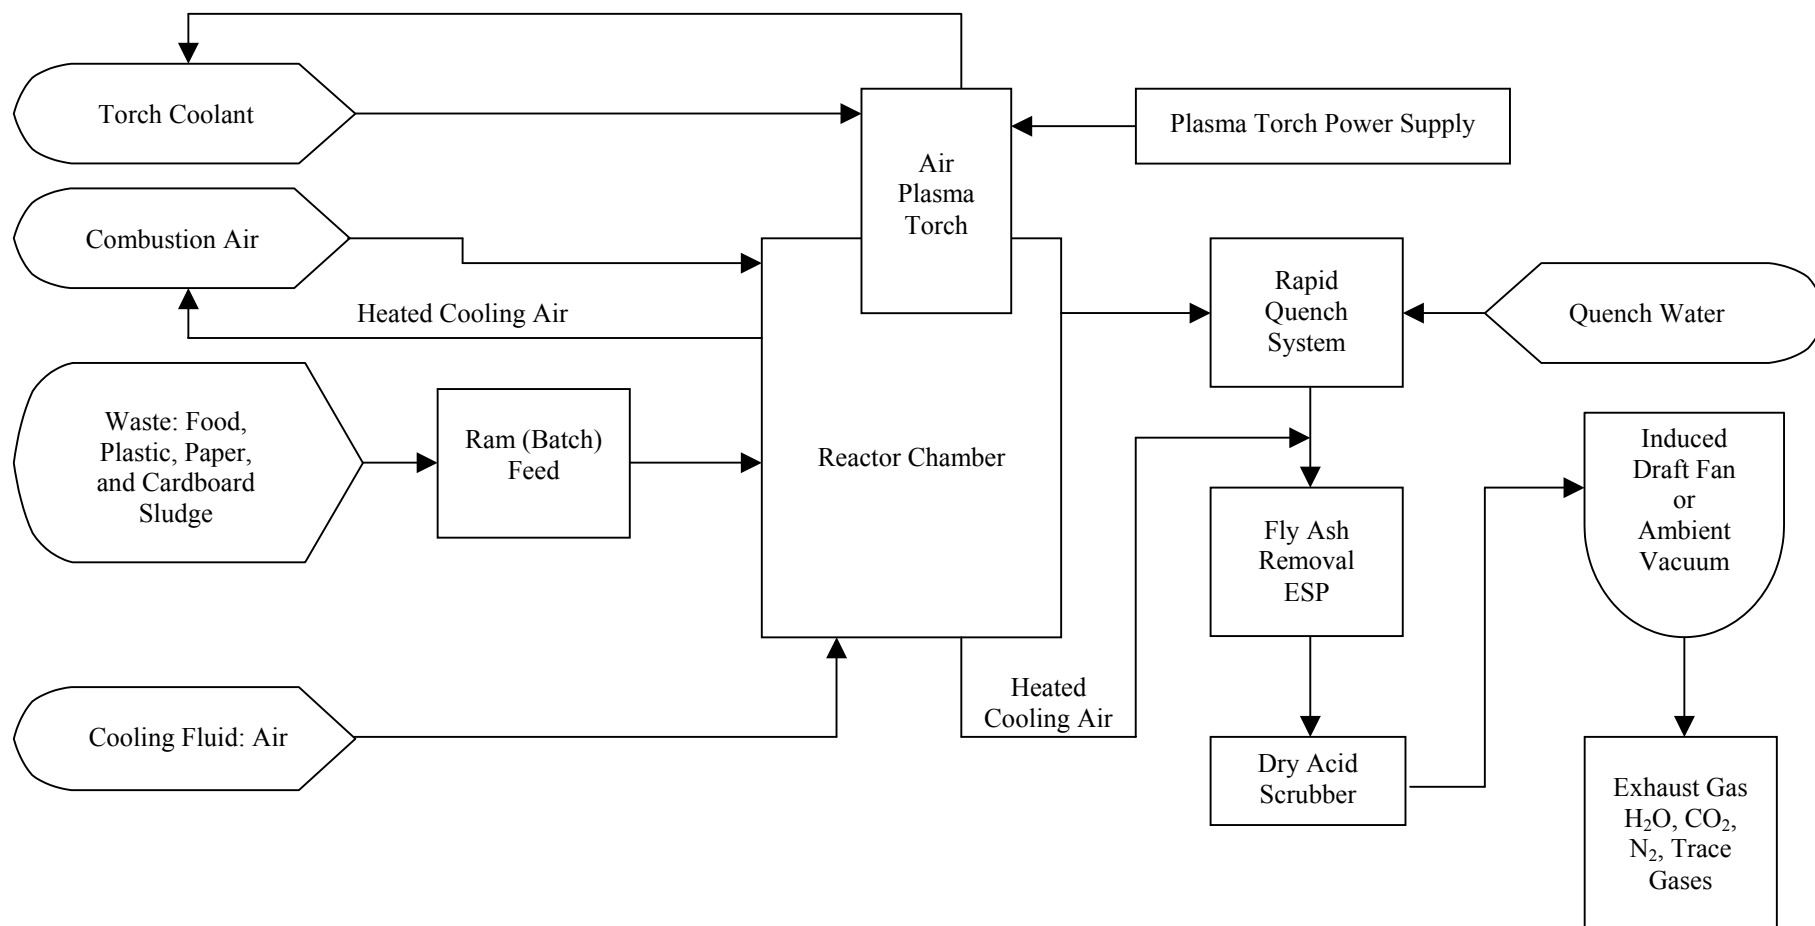 Torch Coolant
Plasma Torch Power Supply
Air
Plasma
Torch
Combustion Air
Heated Cooling Air
Rapid
Quench
System
Quench Water
Waste: Food,
Plastic, Paper,
and Cardboard
Sludge
Ram (Batch)
Feed
Reactor Chamber
Induced
Draft Fan
or
Ambient
Vacuum
Fly Ash
Removal
ESP
Cooling Fluid: Air
Heated
Cooling Air
Dry Acid
Scrubber
Exhaust Gas
H₂O, CO₂,
N₂, Trace
Gases